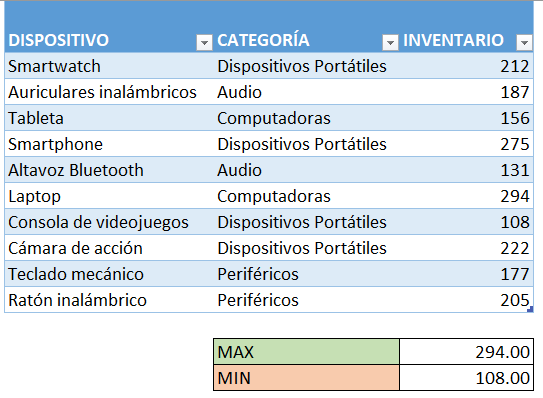 DISPOSITIVO CATEGORÍA INVENTARIO
Smartwatch Dispositivos Portátiles 212
Auriculares inalámbricos Audio 187
Tableta Computadoras 156
Smartphone Dispositivos Portátiles 275
Altavoz Bluetooth Audio 131
Laptop Computadoras 294
Consola de videojuegos Dispositivos Portátiles 108
Cámara de acción Dispositivos Portátiles 222
Teclado mecánico Periféricos 177
Ratón inalámbrico Periféricos 205
MAX 294.00
MIN 108.00